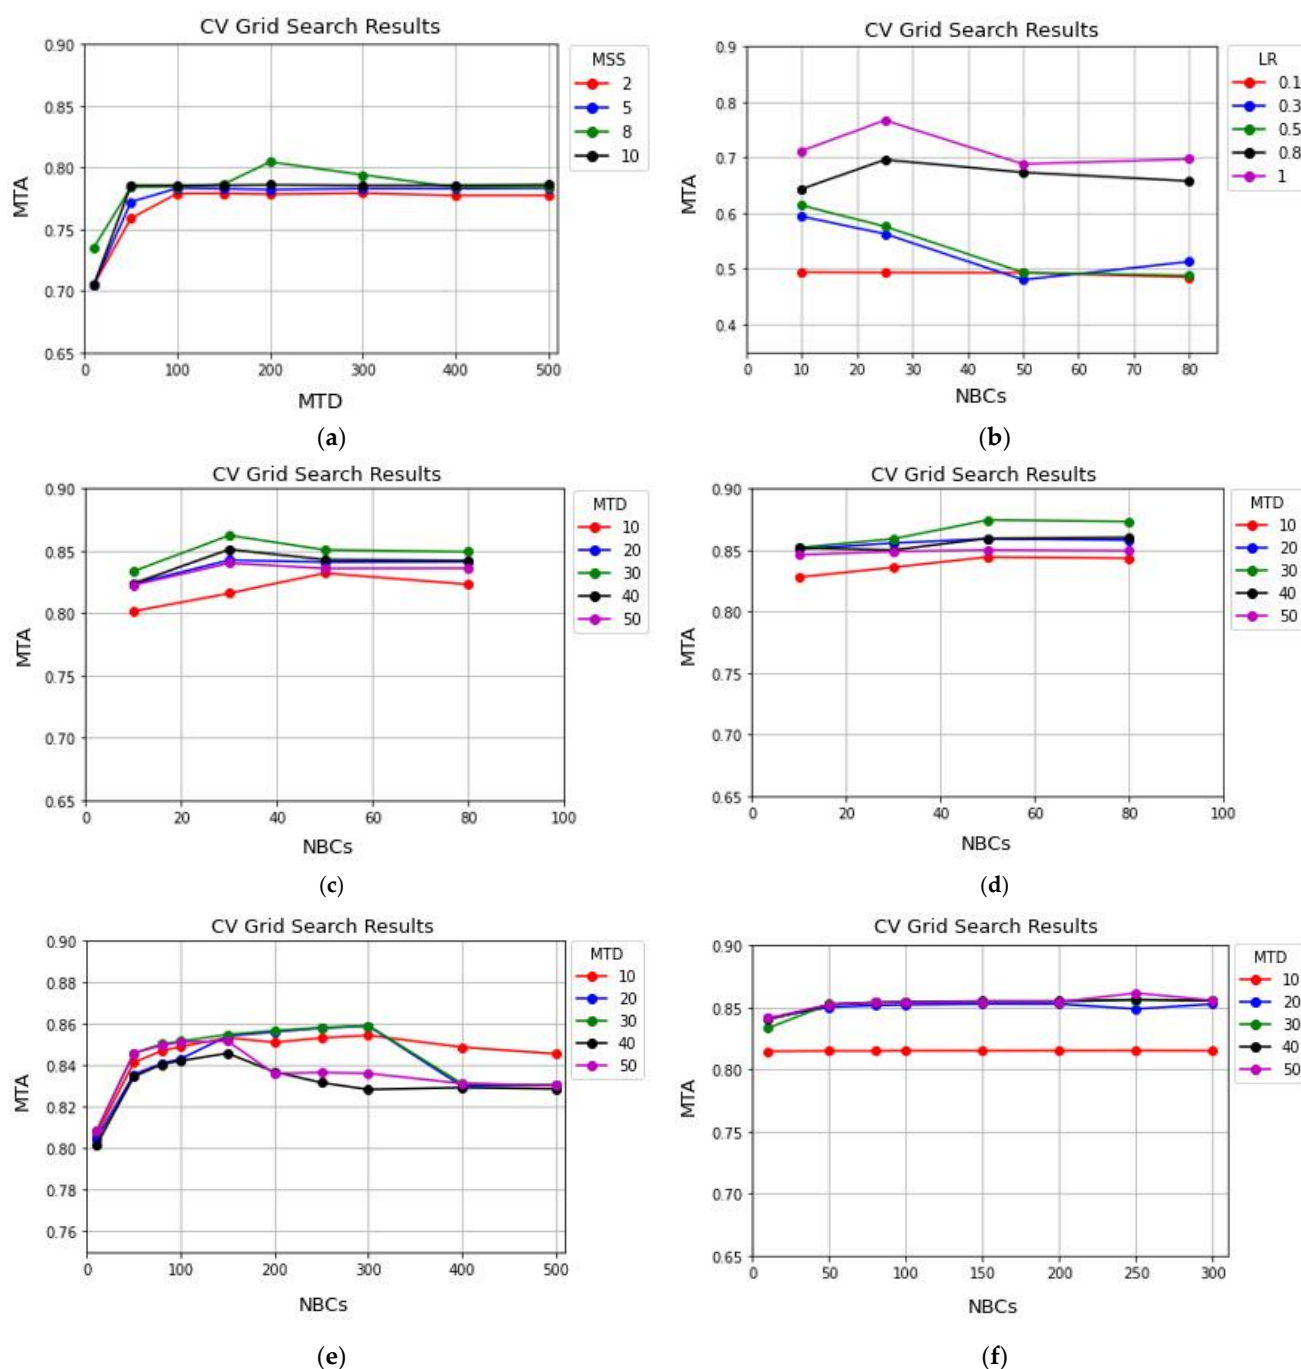 CV Grid Search Results
0.90
0.85
0.80
0.75
0.70
0.65
MTA
0 100 200 300 400 500
MTD
MSS
2
5
8
10
(a)
CV Grid Search Results
0.9
0.8
0.7
0.6
0.5
0.4
MTA
0 10 20 30 40 50 60 70 80
NBCs
LR
0.1
0.3
0.5
0.8
1
(b)
CV Grid Search Results
0.90
0.85
0.80
0.75
0.70
0.65
MTA
0 20 40 60 80 100
NBCs
MTD
10
20
30
40
50
(c)
CV Grid Search Results
0.90
0.85
0.80
0.75
0.70
0.65
MTA
0 20 40 60 80 100
NBCs
MTD
10
20
30
40
50
(d)
CV Grid Search Results
0.90
0.88
0.86
0.84
0.82
0.80
0.78
0.76
MTA
0 100 200 300 400 500
NBCs
MTD
10
20
30
40
50
(e)
CV Grid Search Results
0.90
0.85
0.80
0.75
0.70
0.65
MTA
0 50 100 150 200 250 300
NBCs
MTD
10
20
30
40
50
(f)